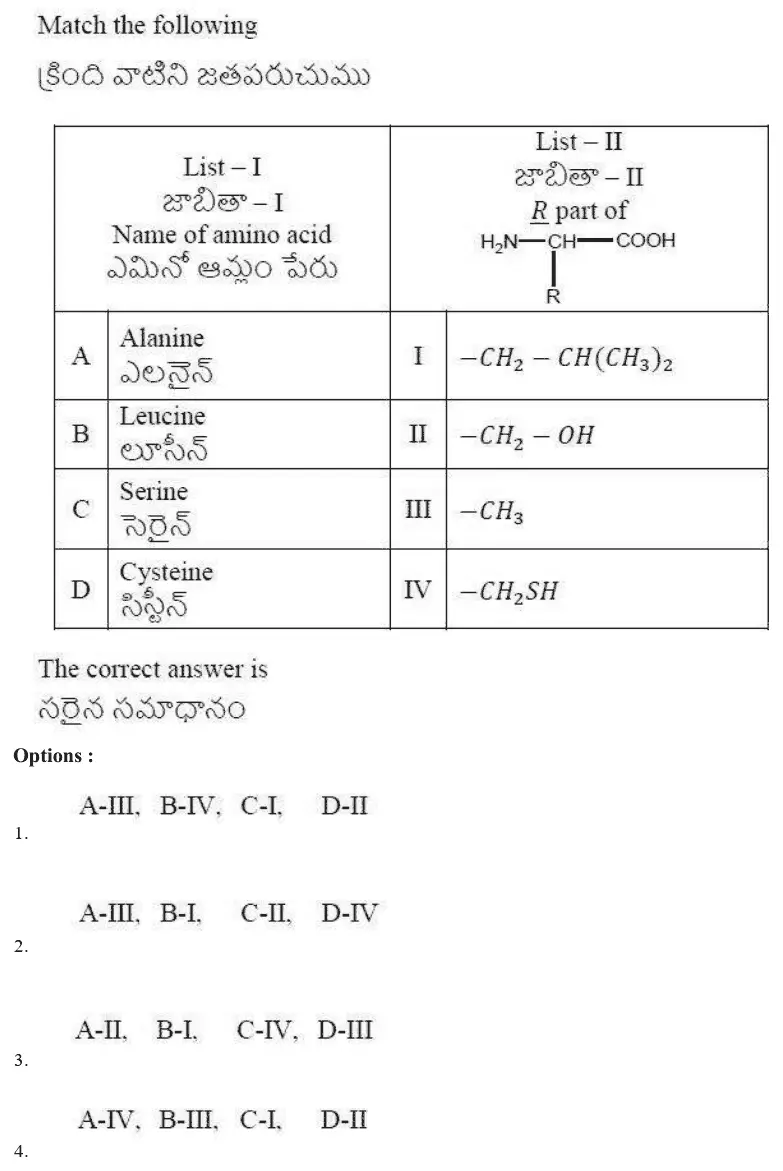 Match the following
క్రింది వాటిని జతపరుచుము
List – I
జాబితా – I
Name of amino acid
ఎమినో ఆమ్లం పేరు
List – II
జాబితా – II
R part of
H₂N—CH—COOH
R
A
Alanine
ఎలనైన్
I
−CH₂ − CH(CH₃)₂
B
Leucine
లూసీన్
II
−CH₂ − OH
C
Serine
సెరైన్
III
−CH₃
D
Cysteine
సిస్టీన్
IV
−CH₂SH
The correct answer is
సరైన సమాధానం
Options :
A-III, B-IV, C-I, D-II
1.
A-III, B-I, C-II, D-IV
2.
A-II, B-I, C-IV, D-III
3.
A-IV, B-III, C-I, D-II
4.